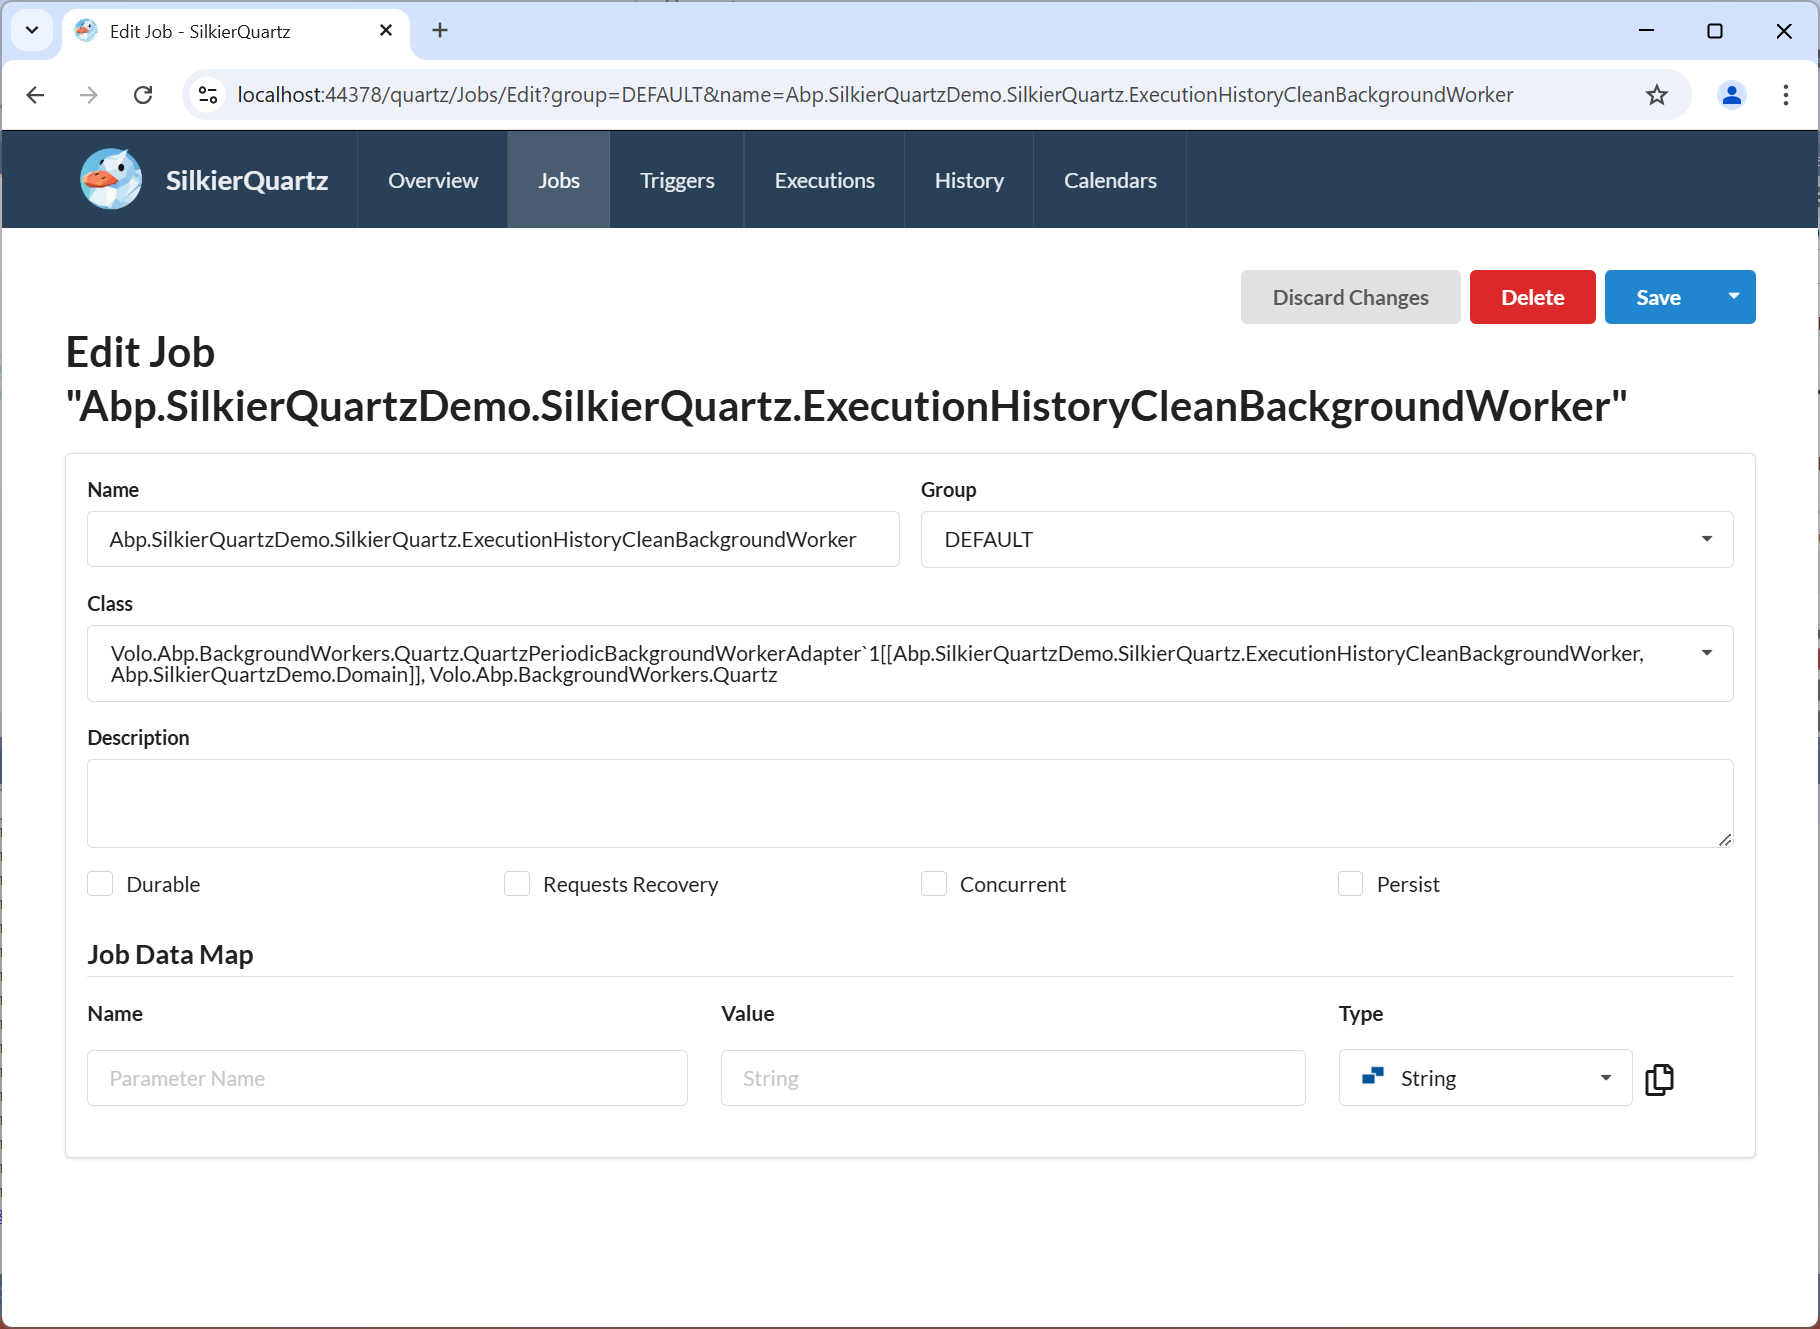 Edit Job - SilkierQuartz
localhost:44378/quartz/Jobs/Edit?group=DEFAULT&name=Abp.SilkierQuartzDemo.SilkierQuartz.ExecutionHistoryCleanBackgroundWorker
SilkierQuartz Overview Jobs Triggers Executions History Calendars
Discard Changes Delete Save
Edit Job
"Abp.SilkierQuartzDemo.SilkierQuartz.ExecutionHistoryCleanBackgroundWorker"
Name Group
Abp.SilkierQuartzDemo.SilkierQuartz.ExecutionHistoryCleanBackgroundWorker DEFAULT
Class
Volo.Abp.BackgroundWorkers.Quartz.QuartzPeriodicBackgroundWorkerAdapter`1[[Abp.SilkierQuartzDemo.SilkierQuartz.ExecutionHistoryCleanBackgroundWorker,
Abp.SilkierQuartzDemo.Domain]], Volo.Abp.BackgroundWorkers.Quartz
Description
Durable Requests Recovery Concurrent Persist
Job Data Map
Name Value Type
Parameter Name String String